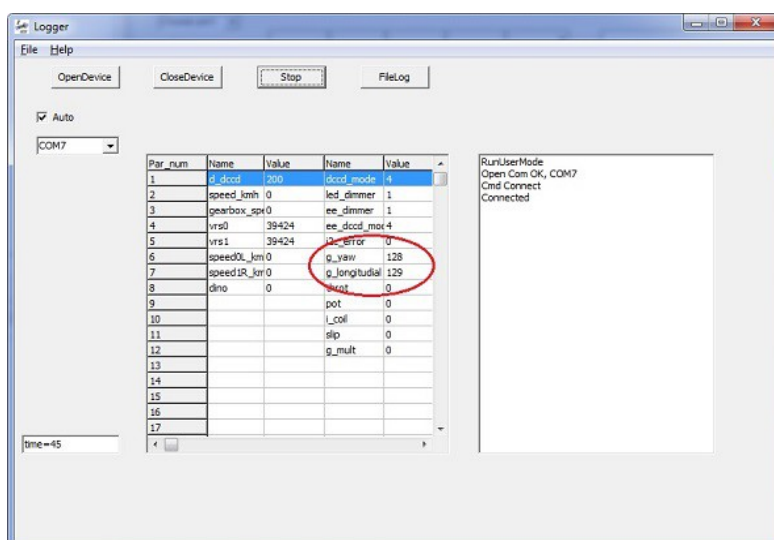 Logger
File Help
OpenDevice CloseDevice Stop FileLog
Auto
COM7
Par_num Name Value Name Value
1 d_dccd 200 dccd_mode 4
2 speed_kmh 0 led_dimmer 1
3 gearbox_spe 0 ee_dimmer 1
4 vrs0 39424 ee_dccd_moc 4
5 vrs1 39424 i2c_error 0
6 speed0L_km 0 g_yaw 128
7 speed1R_km 0 g_longitudial 129
8 dino 0 throt 0
9 pot 0
10 i_coil 0
11 slip 0
12 g_mult 0
13
14
15
16
17
RunUserMode
Open Com OK, COM7
Cmd Connect
Connected
time=45